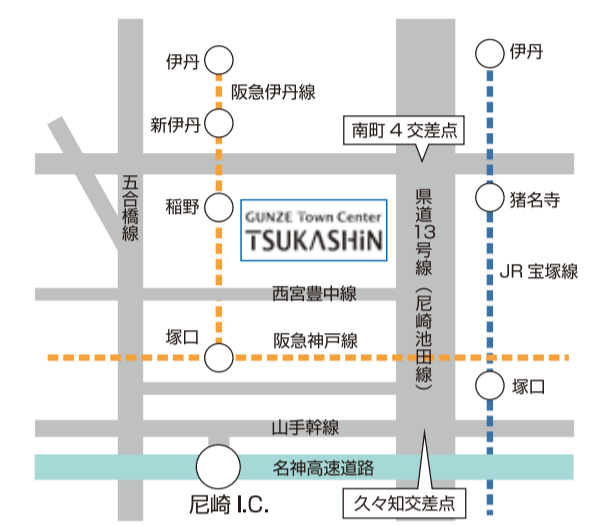 伊丹
伊丹
阪急伊丹線
新伊丹
南町4交差点
五合橋線
稲野
GUNZE Town Center
TSUKASHiN
県道13号線(尼崎池田線)
猪名寺
JR宝塚線
西宮豊中線
塚口
阪急神戸線
塚口
山手幹線
名神高速道路
尼崎I.C.
久々知交差点